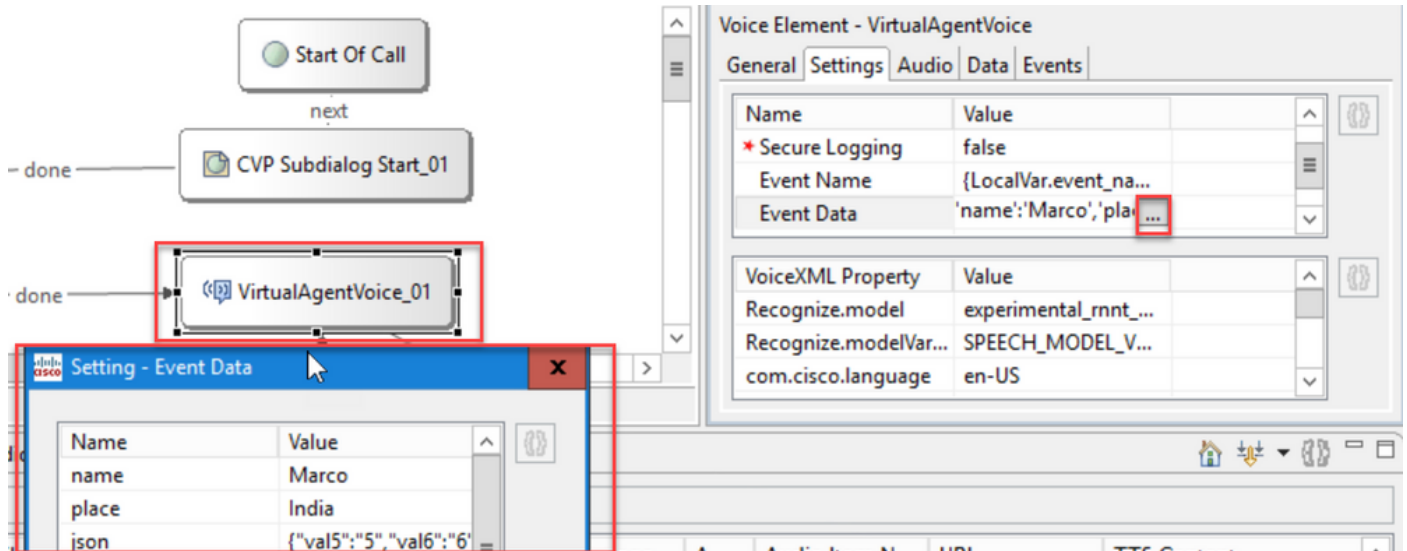 Start Of Call
next
done
CVP Subdialog Start_01
done
VirtualAgentVoice_01
Voice Element - VirtualAgentVoice
General Settings Audio Data Events
Name Value
* Secure Logging false
Event Name {LocalVar.event_na...
Event Data 'name':'Marco','pla ...
VoiceXML Property Value
Recognize.model experimental_rnnt_...
Recognize.modelVar... SPEECH_MODEL_V...
com.cisco.language en-US
cisco Setting - Event Data x
Name Value
name Marco
place India
json {"val5":"5","val6":"6"